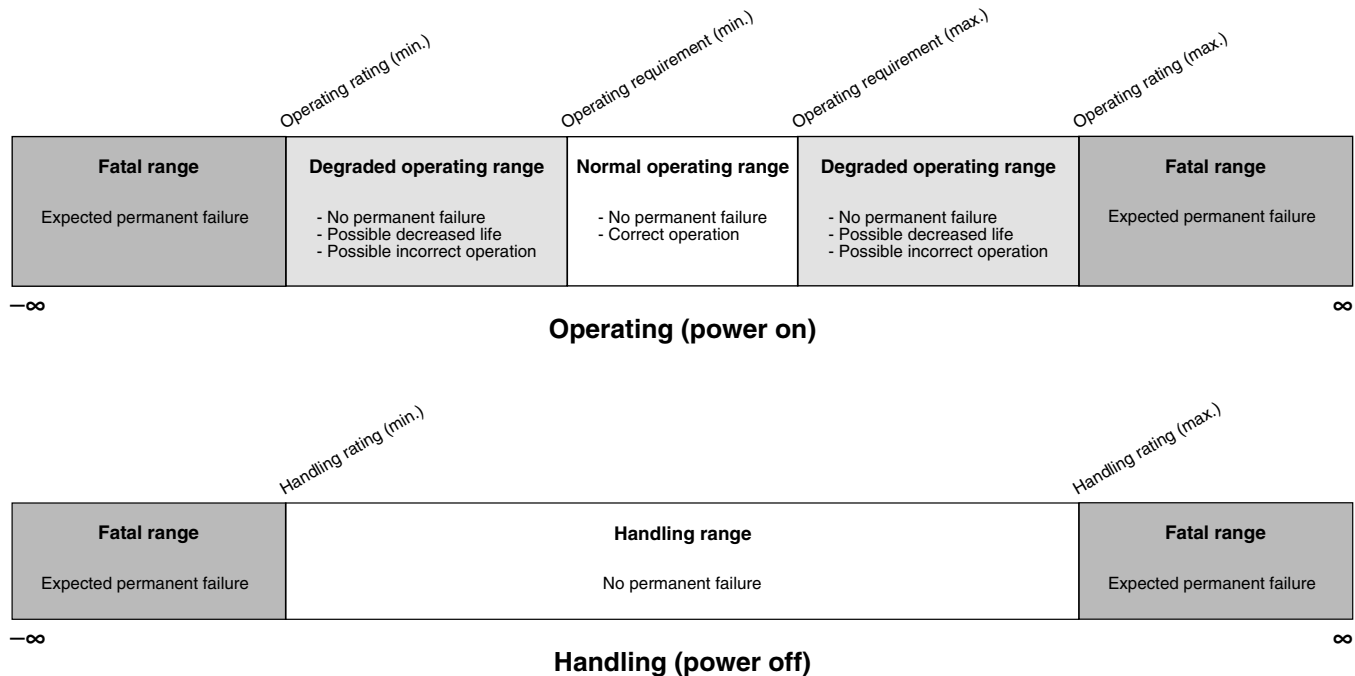 Operating rating (min.)
Operating requirement (min.)
Operating requirement (max.)
Operating rating (max.)
Fatal range
Expected permanent failure
Degraded operating range
- No permanent failure
- Possible decreased life
- Possible incorrect operation
Normal operating range
- No permanent failure
- Correct operation
Degraded operating range
- No permanent failure
- Possible decreased life
- Possible incorrect operation
Fatal range
Expected permanent failure
–∞
∞
Operating (power on)
Handling rating (min.)
Handling rating (max.)
Fatal range
Expected permanent failure
Handling range
No permanent failure
Fatal range
Expected permanent failure
–∞
∞
Handling (power off)